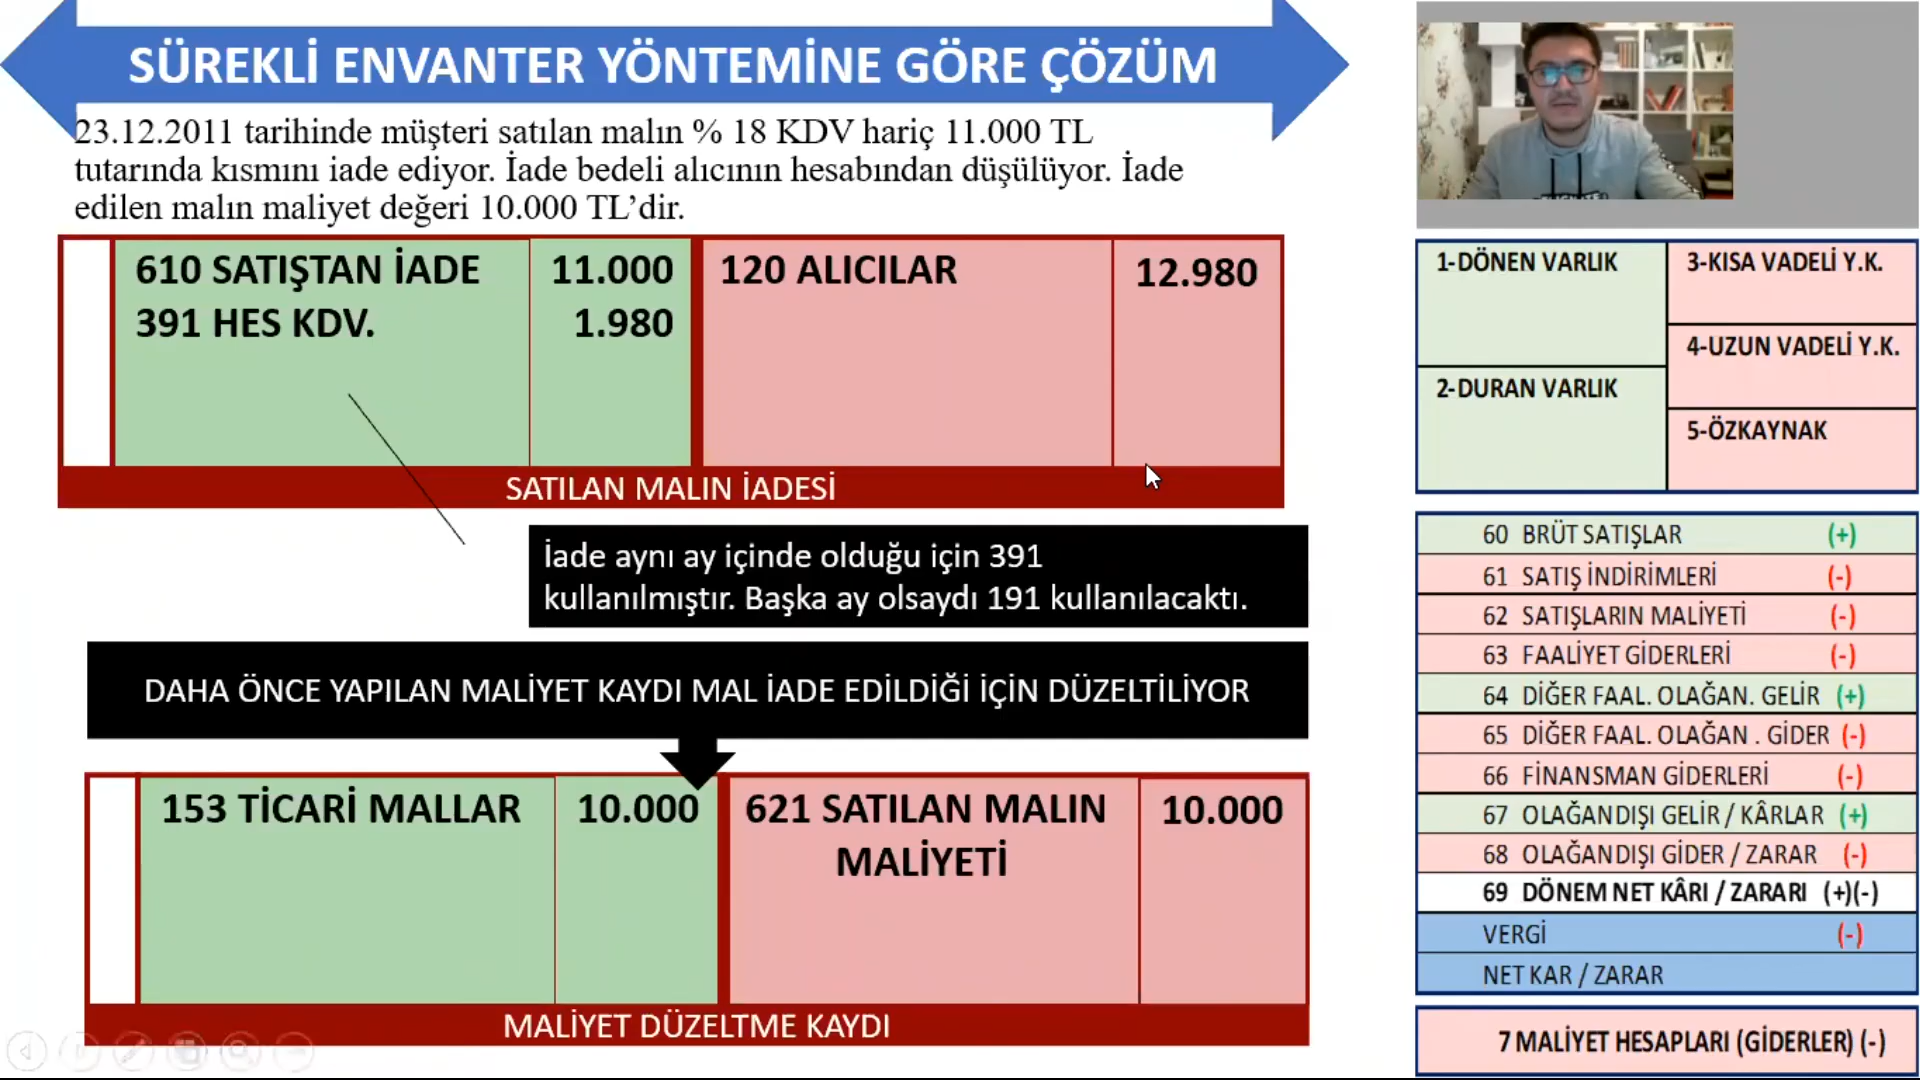 SÜREKLİ ENVANTER YÖNTEMİNE GÖRE ÇÖZÜM
23.12.2011 tarihinde müşteri satılan malın % 18 KDV hariç 11.000 TL
tutarında kısmını iade ediyor. İade bedeli alıcının hesabından düşülüyor. İade
edilen malın maliyet değeri 10.000 TL’dir.
610 SATIŞTAN İADE 11.000 120 ALICILAR 12.980
391 HES KDV. 1.980
SATILAN MALIN İADESİ
İade aynı ay içinde olduğu için 391
kullanılmıştır. Başka ay olsaydı 191 kullanılacaktı.
DAHA ÖNCE YAPILAN MALİYET KAYDI MAL İADE EDİLDİĞİ İÇİN DÜZELTİLİYOR
153 TİCARİ MALLAR 10.000 621 SATILAN MALIN 10.000
MALİYETİ
MALİYET DÜZELTME KAYDI
1-DÖNEN VARLIK 3-KISA VADELİ Y.K.
4-UZUN VADELİ Y.K.
2-DURAN VARLIK
5-ÖZKAYNAK
60 BRÜT SATIŞLAR (+)
61 SATIŞ İNDİRİMLERİ (-)
62 SATIŞLARIN MALİYETİ (-)
63 FAALİYET GİDERLERİ (-)
64 DİĞER FAAL. OLAĞAN. GELİR (+)
65 DİĞER FAAL. OLAĞAN . GİDER (-)
66 FİNANSMAN GİDERLERİ (-)
67 OLAĞANDIŞI GELİR / KÂRLAR (+)
68 OLAĞANDIŞI GİDER / ZARAR (-)
69 DÖNEM NET KÂRI / ZARARI (+)(-)
VERGİ (-)
NET KAR / ZARAR
7 MALİYET HESAPLARI (GİDERLER) (-)